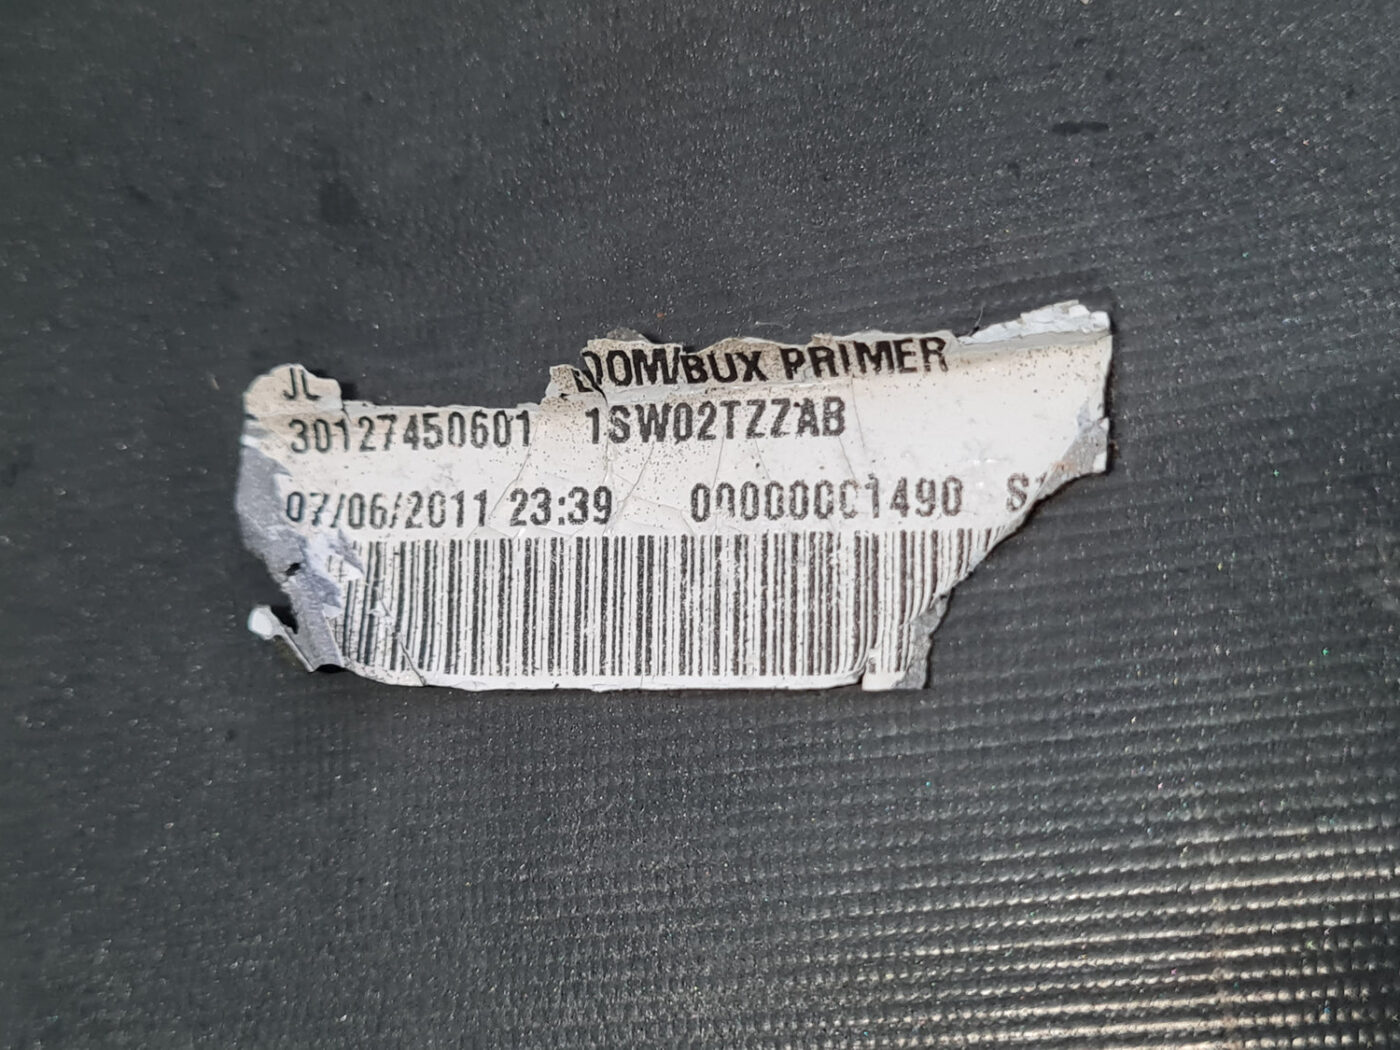 JL DOM/BUX PRIMER
30127450601 1SW02TZZAB
07/06/2011 23:39 00000001490 S